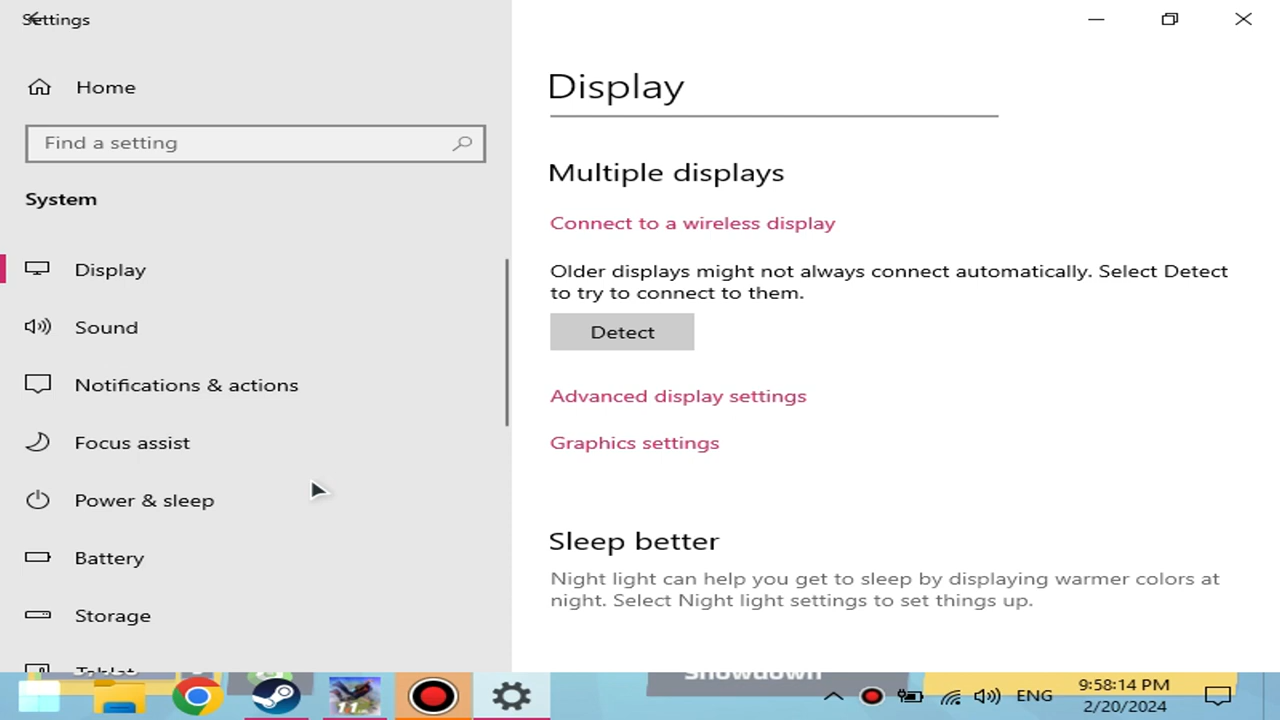 Settings
Home
Find a setting
System
Display
Sound
Notifications & actions
Focus assist
Power & sleep
Battery
Storage
Tablet
Display
Multiple displays
Connect to a wireless display
Older displays might not always connect automatically. Select Detect
to try to connect to them.
Detect
Advanced display settings
Graphics settings
Sleep better
Night light can help you get to sleep by displaying warmer colors at
night. Select Night light settings to set things up.
Showdown
11
ENG
9:58:14 PM
2/20/2024